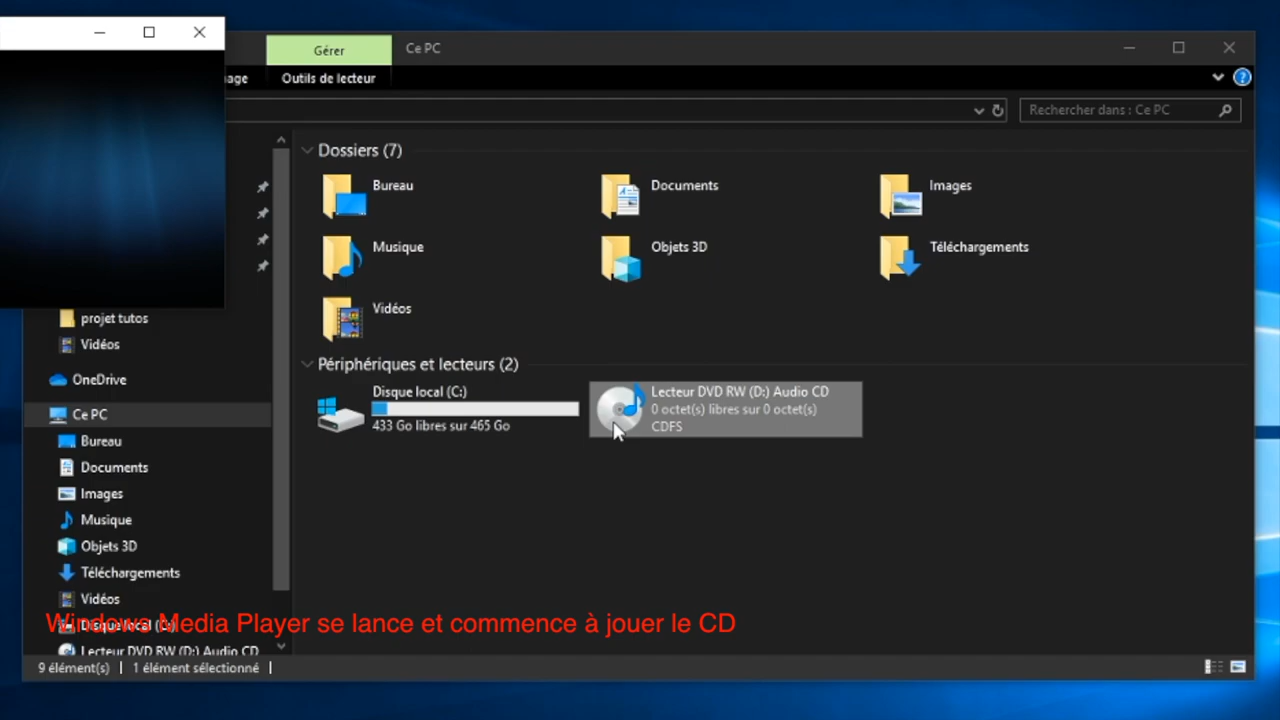 Gérer
Ce PC
age
Outils de lecteur
Rechercher dans : Ce PC
Dossiers (7)
Bureau
Documents
Images
Musique
Objets 3D
Téléchargements
Vidéos
projet tutos
Vidéos
OneDrive
Ce PC
Bureau
Documents
Images
Musique
Objets 3D
Téléchargements
Vidéos
Disque local (C:)
Lecteur DVD RW (D:) Audio CD
Périphériques et lecteurs (2)
Disque local (C:)
433 Go libres sur 465 Go
Lecteur DVD RW (D:) Audio CD
0 octet(s) libres sur 0 octet(s)
CDFS
Windows Media Player se lance et commence à jouer le CD
9 élément(s)
1 élément sélectionné